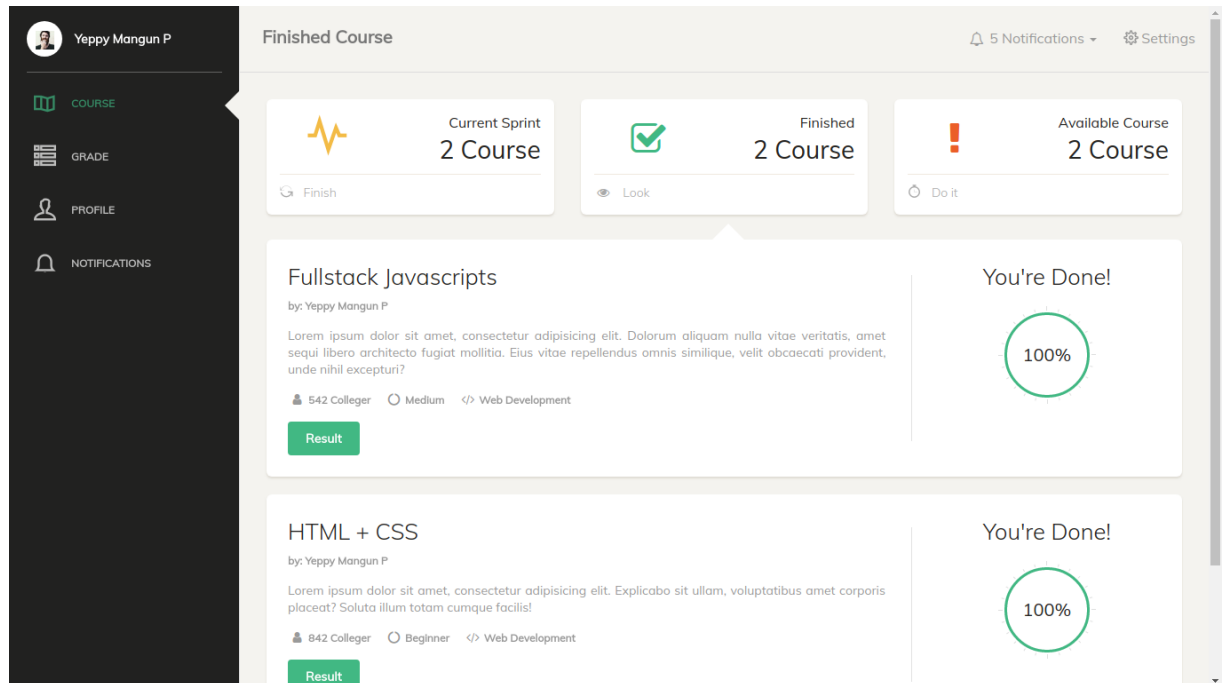 Yeppy Mangun P
COURSE
GRADE
PROFILE
NOTIFICATIONS
Finished Course
5 Notifications
Settings
Current Sprint
2 Course
Finish
Finished
2 Course
Look
Available Course
2 Course
Do it
Fullstack Javascripts
by: Yeppy Mangun P
Lorem ipsum dolor sit amet, consectetur adipisicing elit. Dolorum aliquam nulla vitae veritatis, amet
sequi libero architecto fugiat mollitia. Eius vitae repellendus omnis similique, velit obcaecati provident,
unde nihil excepturi?
542 Colleger Medium </> Web Development
Result
You're Done!
100%
HTML + CSS
by: Yeppy Mangun P
Lorem ipsum dolor sit amet, consectetur adipisicing elit. Explicabo sit ullam, voluptatibus amet corporis
placeat? Soluta illum totam cumque facilis!
842 Colleger Beginner </> Web Development
Result
You're Done!
100%